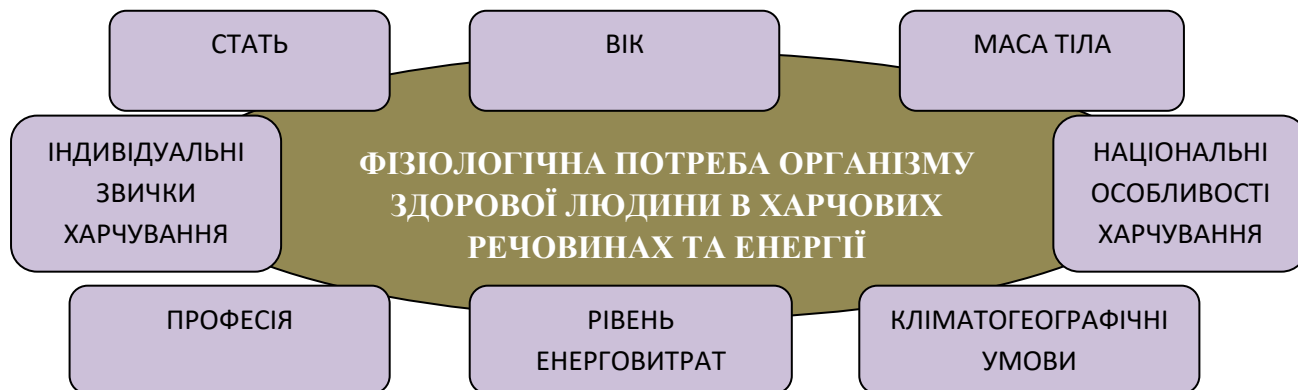 СТАТЬ
ВІК
МАСА ТІЛА
ІНДИВІДУАЛЬНІ
ЗВИЧКИ
ХАРЧУВАННЯ
ФІЗІОЛОГІЧНА ПОТРЕБА ОРГАНІЗМУ
ЗДОРОВОЇ ЛЮДИНИ В ХАРЧОВИХ
РЕЧОВИНАХ ТА ЕНЕРГІЇ
НАЦІОНАЛЬНІ
ОСОБЛИВОСТІ
ХАРЧУВАННЯ
ПРОФЕСІЯ
РІВЕНЬ
ЕНЕРГОВИТРАТ
КЛІМАТОГЕОГРАФІЧНІ
УМОВИ